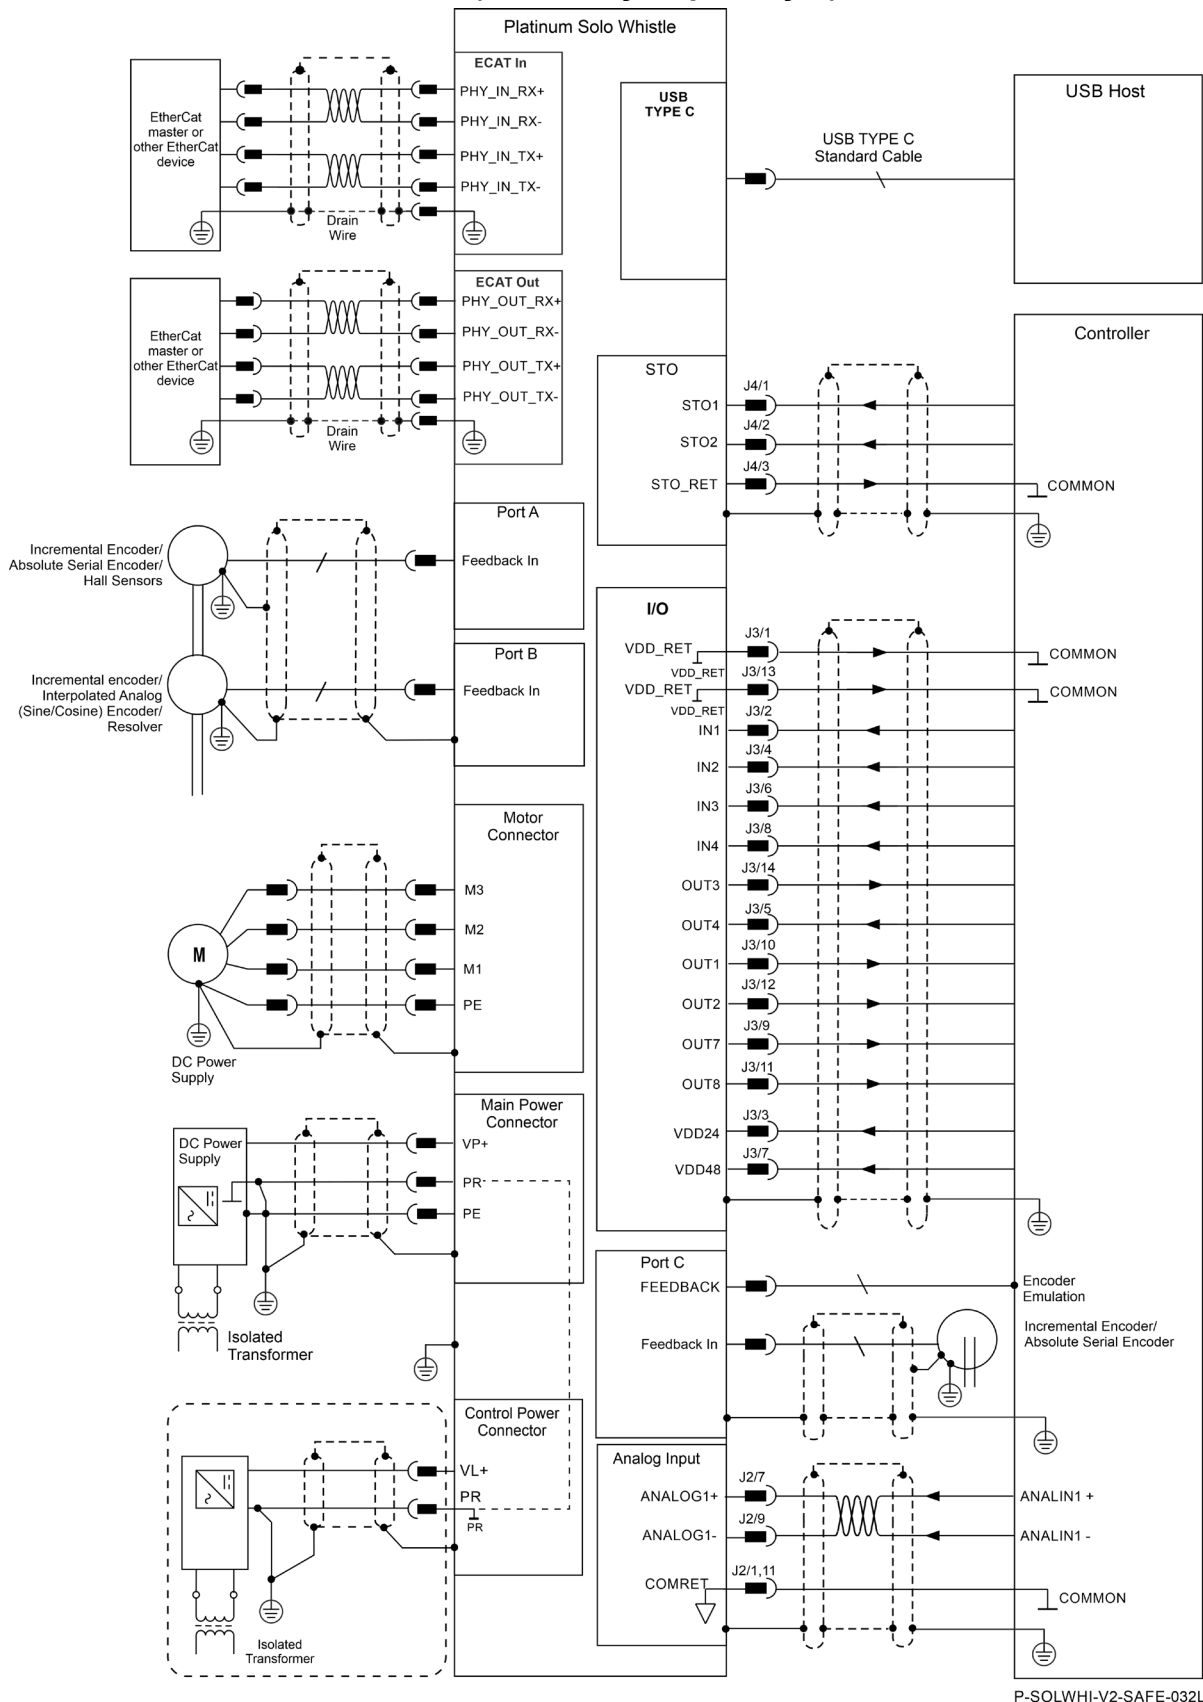 Platinum Solo Whistle
ECAT In
PHY_IN_RX+
PHY_IN_RX-
PHY_IN_TX+
PHY_IN_TX-
EtherCat
master or
other EtherCat
device
Drain
Wire
ECAT Out
PHY_OUT_RX+
PHY_OUT_RX-
PHY_OUT_TX+
PHY_OUT_TX-
EtherCat
master or
other EtherCat
device
Drain
Wire
Port A
Feedback In
Incremental Encoder/
Absolute Serial Encoder/
Hall Sensors
Port B
Feedback In
Incremental encoder/
Interpolated Analog
(Sine/Cosine) Encoder/
Resolver
Motor
Connector
M3
M2
M1
PE
M
DC Power
Supply
Main Power
Connector
VP+
PR
PE
DC Power
Supply
Isolated
Transformer
Control Power
Connector
VL+
PR
PR
Isolated
Transformer
USB
TYPE C
USB TYPE C
Standard Cable
USB Host
Controller
STO
STO1
J4/1
STO2
J4/2
STO_RET
J4/3
COMMON
I/O
VDD_RET
J3/1
COMMON
VDD_RET
VDD_RET
J3/13
COMMON
VDD_RET
IN1
J3/2
IN2
J3/4
IN3
J3/6
IN4
J3/8
OUT3
J3/14
OUT4
J3/5
OUT1
J3/10
OUT2
J3/12
OUT7
J3/9
OUT8
J3/11
VDD24
J3/3
VDD48
J3/7
Port C
FEEDBACK
Encoder
Emulation
Feedback In
Incremental Encoder/
Absolute Serial Encoder
Analog Input
ANALOG1+
J2/7
ANALIN1 +
ANALOG1-
J2/9
ANALIN1 -
COMRET
J2/1,11
COMMON